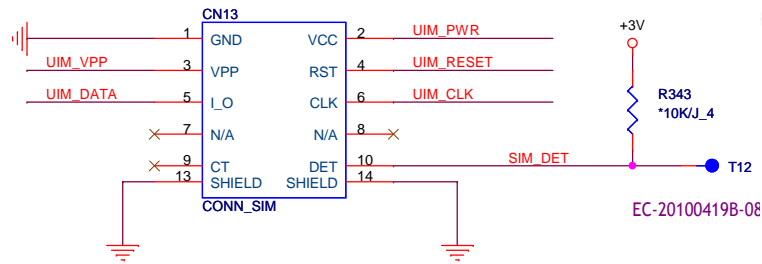 CN13
+3V
1 GND VCC 2 UIM_PWR
UIM_VPP 3 VPP RST 4 UIM_RESET
UIM_DATA 5 I_O CLK 6 UIM_CLK
R343
*10K/J_4
7 N/A N/A 8
9 CT DET 10 SIM_DET T12
13 SHIELD SHIELD 14
CONN_SIM
EC-20100419B-08